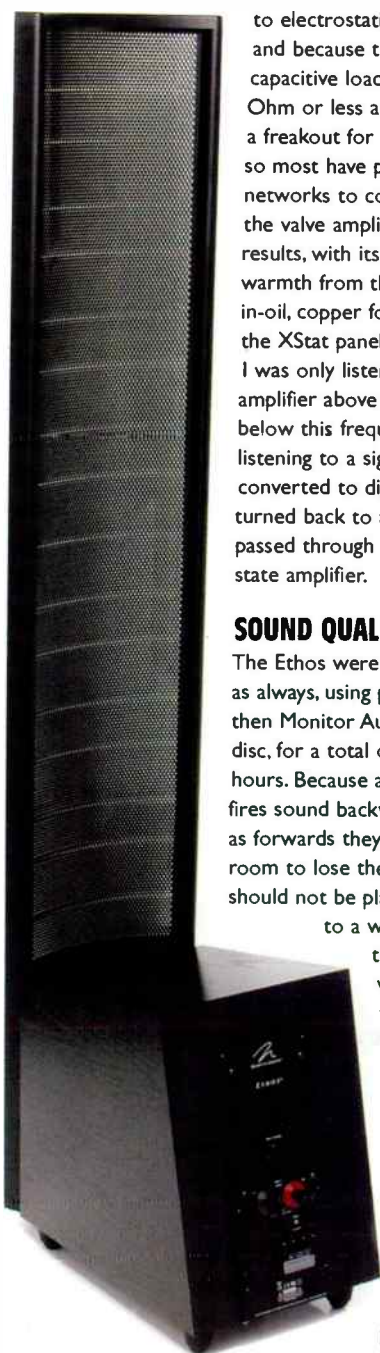 to electrostati
and because t
capacitive load
Ohm or less a
a freakout for
so most have p
networks to co
the valve ampli
results, with its
warmth from th
in-oil, copper fo
the XStat panel
I was only lister
amplifier above
below this frequ
listening to a sig
converted to di
turned back to a
passed through
state amplifier.
SOUND QUAL
The Ethos were
as always, using p
then Monitor Au
disc, for a total o
hours. Because a
fires sound backw
as forwards they
room to lose the
should not be pla
to a w
t